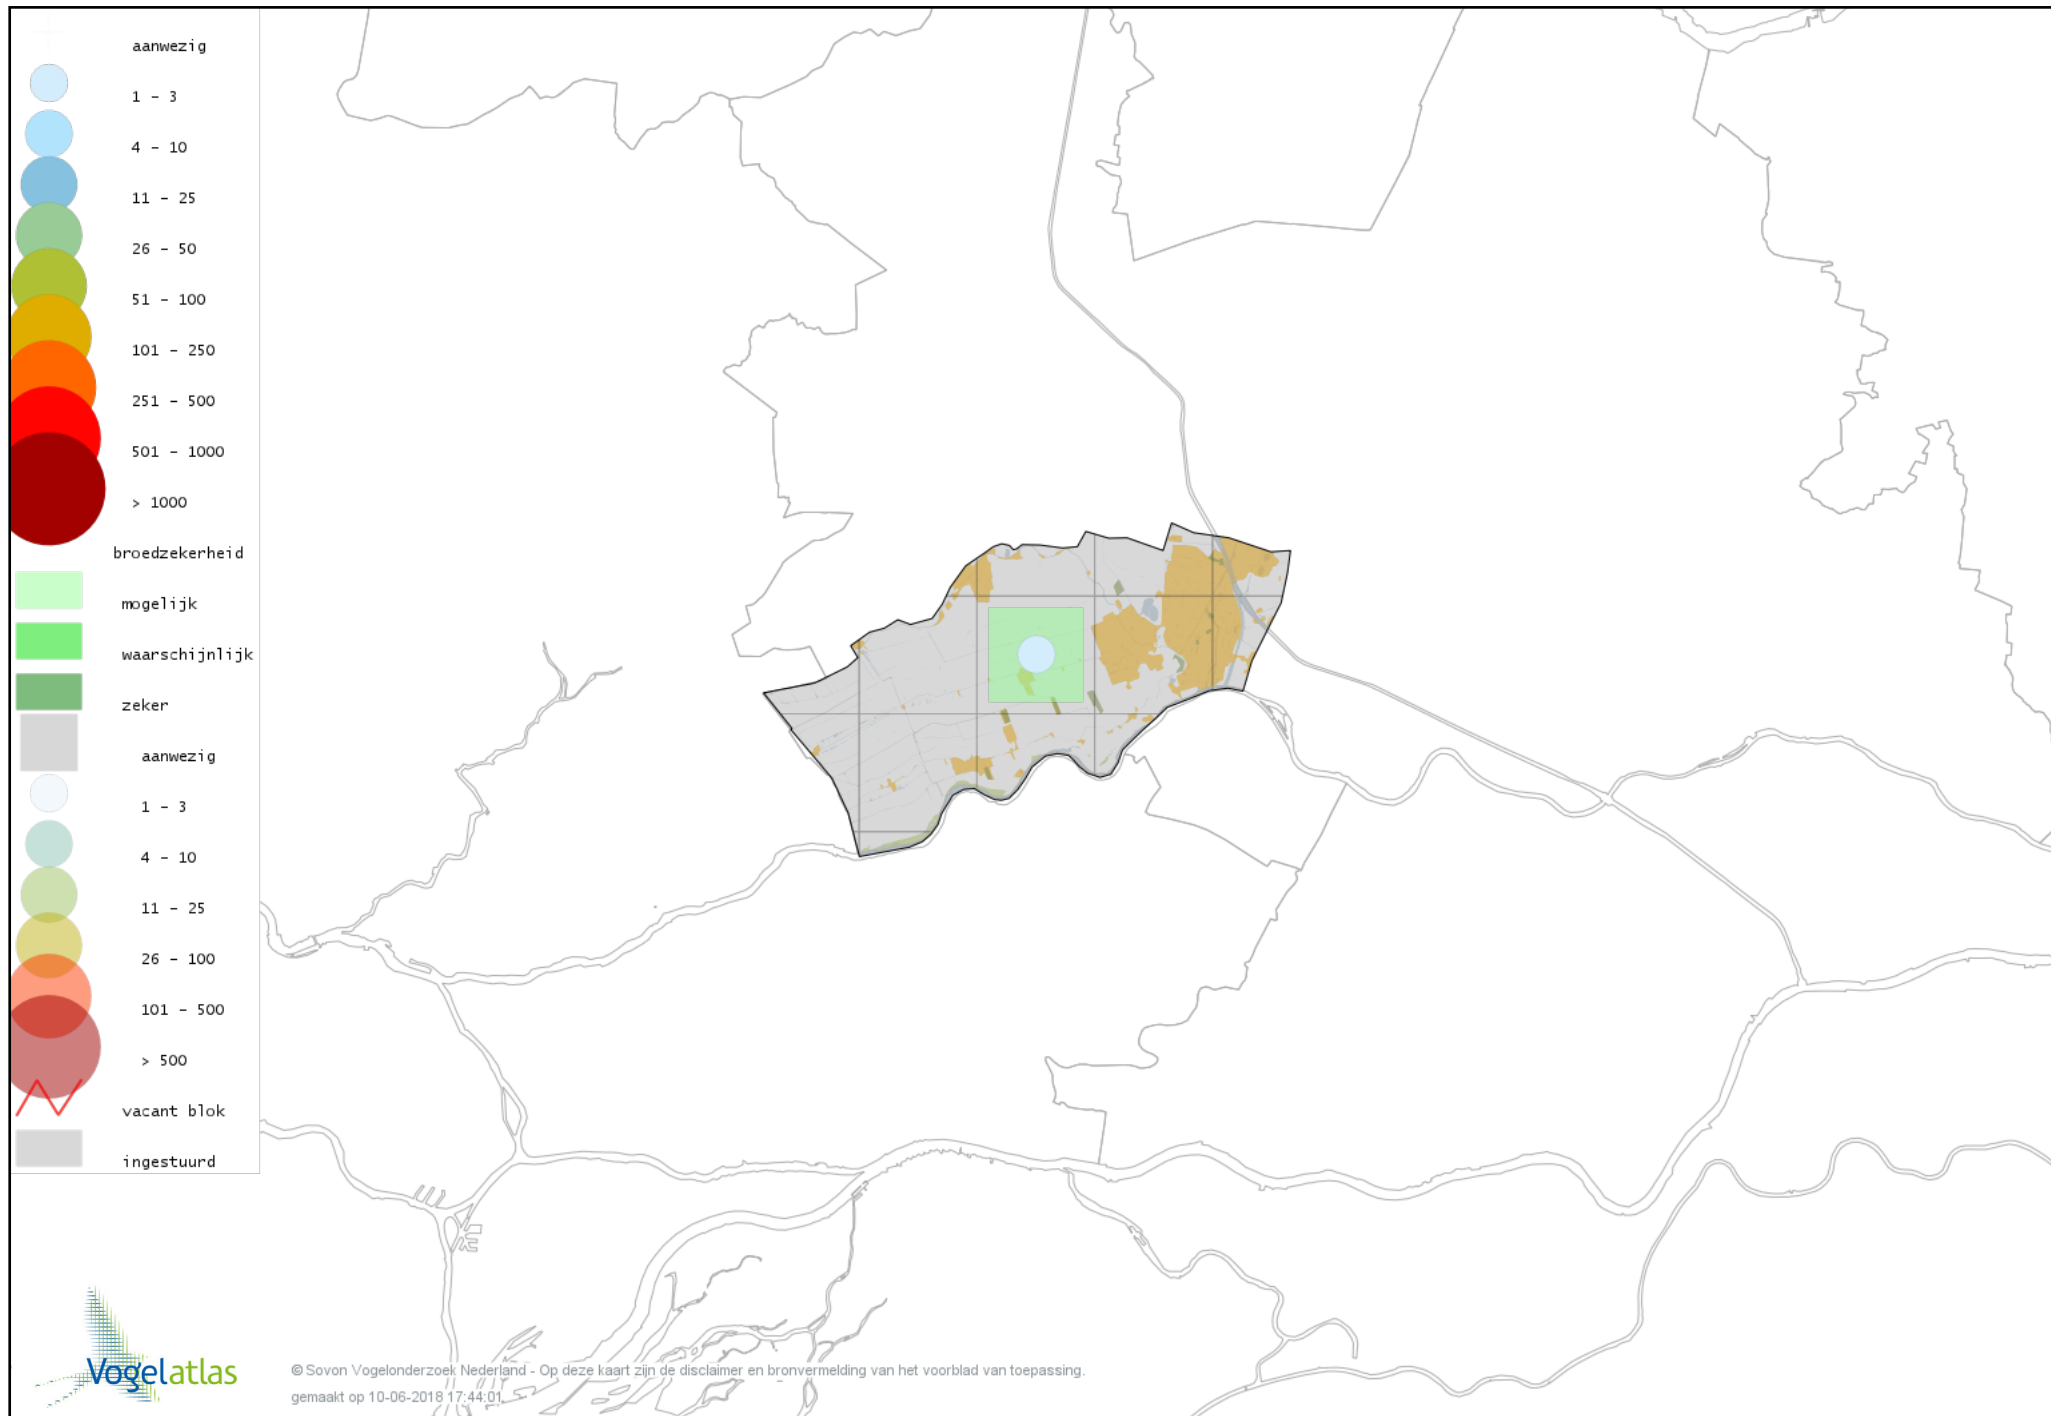 aanwezig
1 - 3
4 - 10
11 - 25
26 - 50
51 - 100
101 - 250
251 - 500
501 - 1000
> 1000
broedzekerheid
mogelijk
waarschijnlijk
zeker
aanwezig
1 - 3
4 - 10
11 - 25
26 - 100
101 - 500
> 500
vacant blok
ingestuurd
Vogelatlas
© Sovon Vogelonderzoek Nederland - Op deze kaart zijn de disclaimer en bronvermelding van het voorblad van toepassing.
gemaakt op 10-06-2018 17:44:01